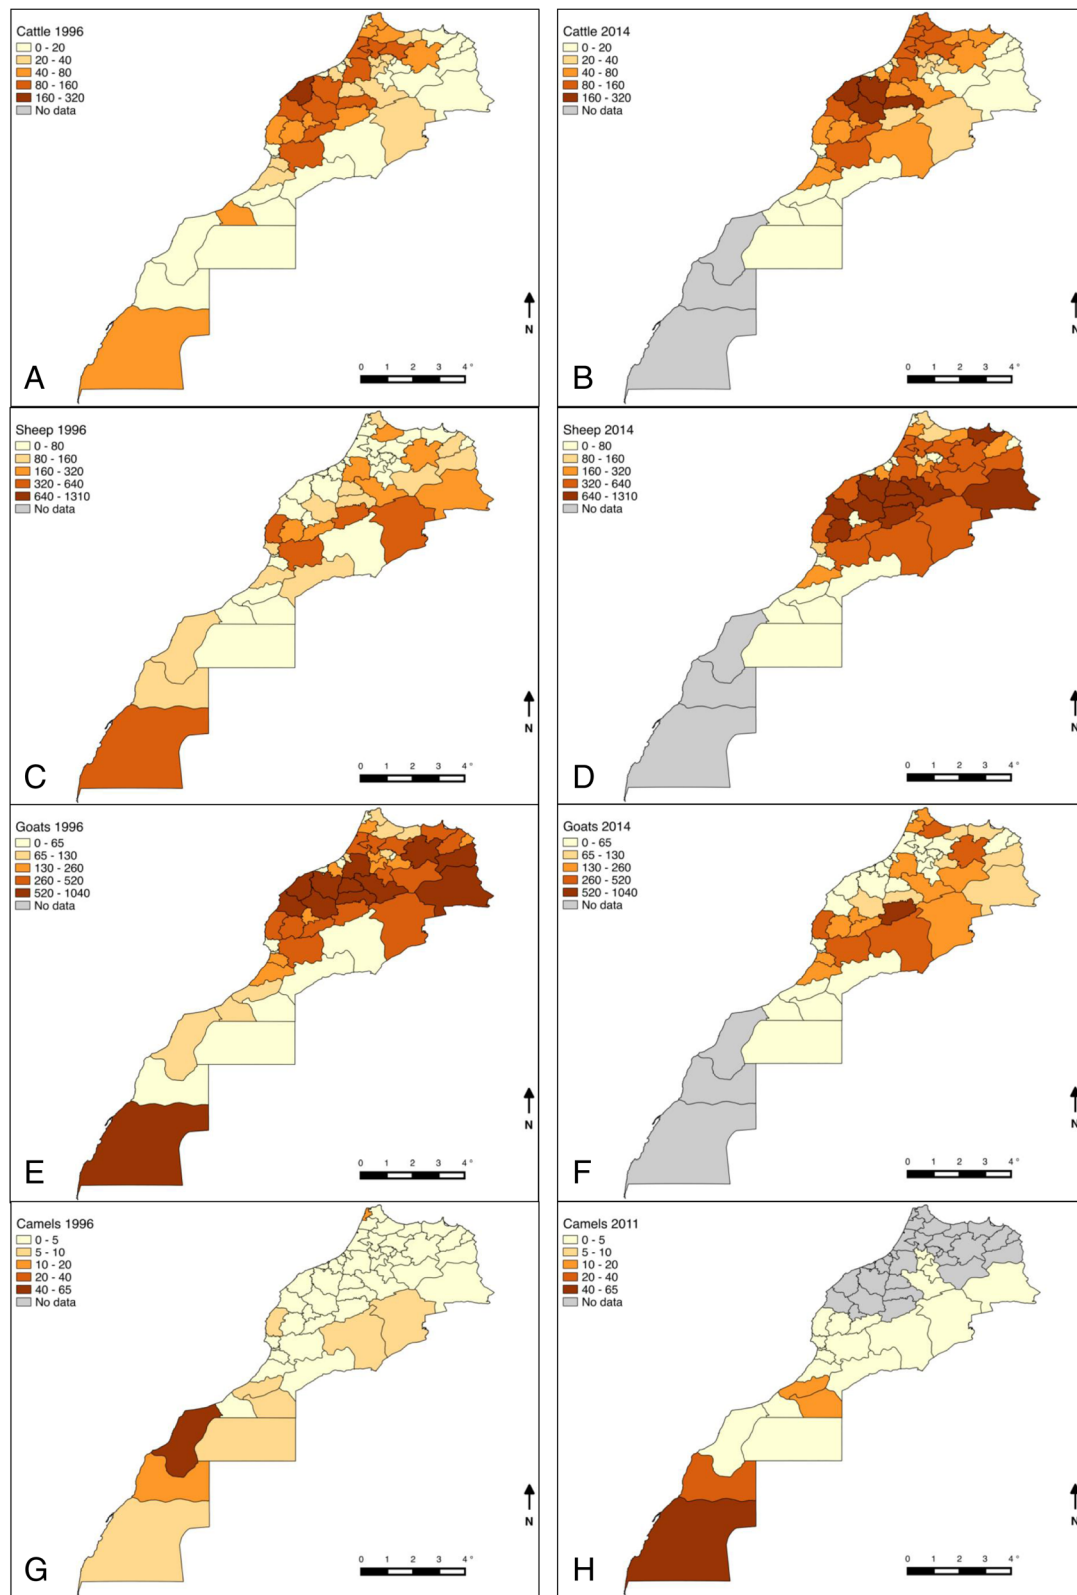 Cattle 1996
0 - 20
20 - 40
40 - 80
80 - 160
160 - 320
No data
N
0 1 2 3 4 °
A
Cattle 2014
0 - 20
20 - 40
40 - 80
80 - 160
160 - 320
No data
N
0 1 2 3 4 °
B
Sheep 1996
0 - 80
80 - 160
160 - 320
320 - 640
640 - 1310
No data
N
0 1 2 3 4 °
C
Sheep 2014
0 - 80
80 - 160
160 - 320
320 - 640
640 - 1310
No data
N
0 1 2 3 4 °
D
Goats 1996
0 - 65
65 - 130
130 - 260
260 - 520
520 - 1040
No data
N
0 1 2 3 4 °
E
Goats 2014
0 - 65
65 - 130
130 - 260
260 - 520
520 - 1040
No data
N
0 1 2 3 4 °
F
Camels 1996
0 - 5
5 - 10
10 - 20
20 - 40
40 - 65
No data
N
0 1 2 3 4 °
G
Camels 2011
0 - 5
5 - 10
10 - 20
20 - 40
40 - 65
No data
N
0 1 2 3 4 °
H